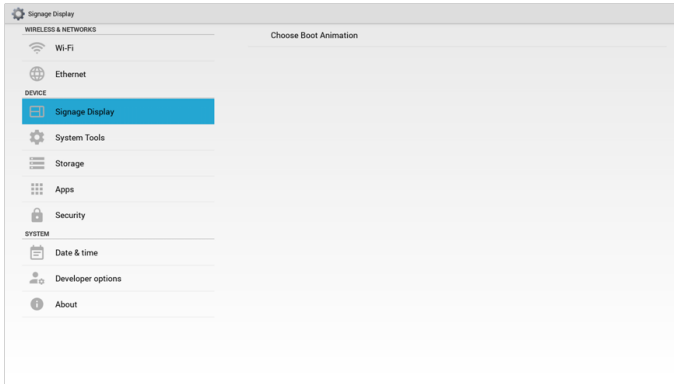 Signage Display
WIRELESS & NETWORKS
Wi-Fi
Ethernet
DEVICE
Signage Display
System Tools
Storage
Apps
Security
SYSTEM
Date & time
Developer options
About
Choose Boot Animation